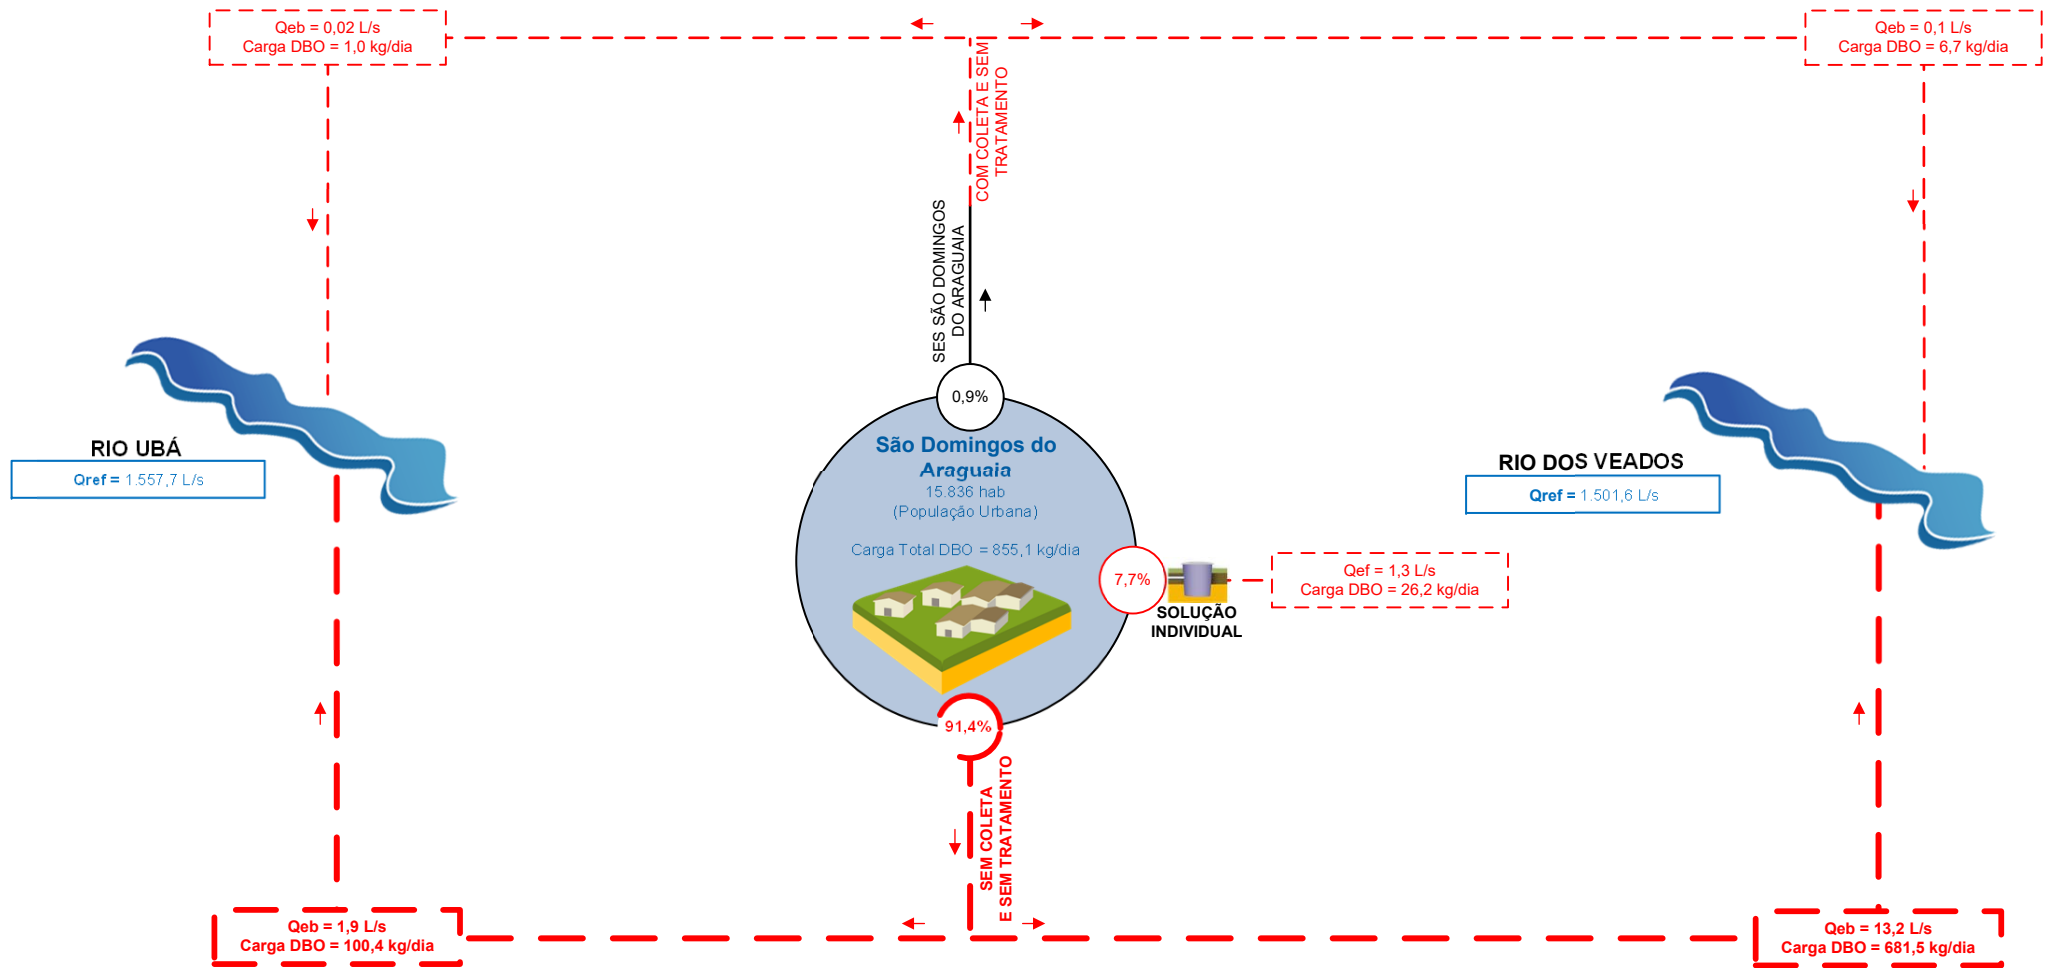 Qeb = 0,02 L/s
Carga DBO = 1,0 kg/dia
Qeb = 0,1 L/s
Carga DBO = 6,7 kg/dia
COM COLETA E SEM
TRATAMENTO
SES SÃO DOMINGOS
DO ARAGUAIA
0,9%
RIO UBÁ
Qref = 1.557,7 L/s
São Domingos do
Araguaia
15.836 hab
(População Urbana)
Carga Total DBO = 855,1 kg/dia
RIO DOS VEADOS
Qref = 1.501,6 L/s
7,7%
SOLUÇÃO
INDIVIDUAL
Qef = 1,3 L/s
Carga DBO = 26,2 kg/dia
91,4%
SEM COLETA
E SEM TRATAMENTO
Qeb = 1,9 L/s
Carga DBO = 100,4 kg/dia
Qeb = 13,2 L/s
Carga DBO = 681,5 kg/dia